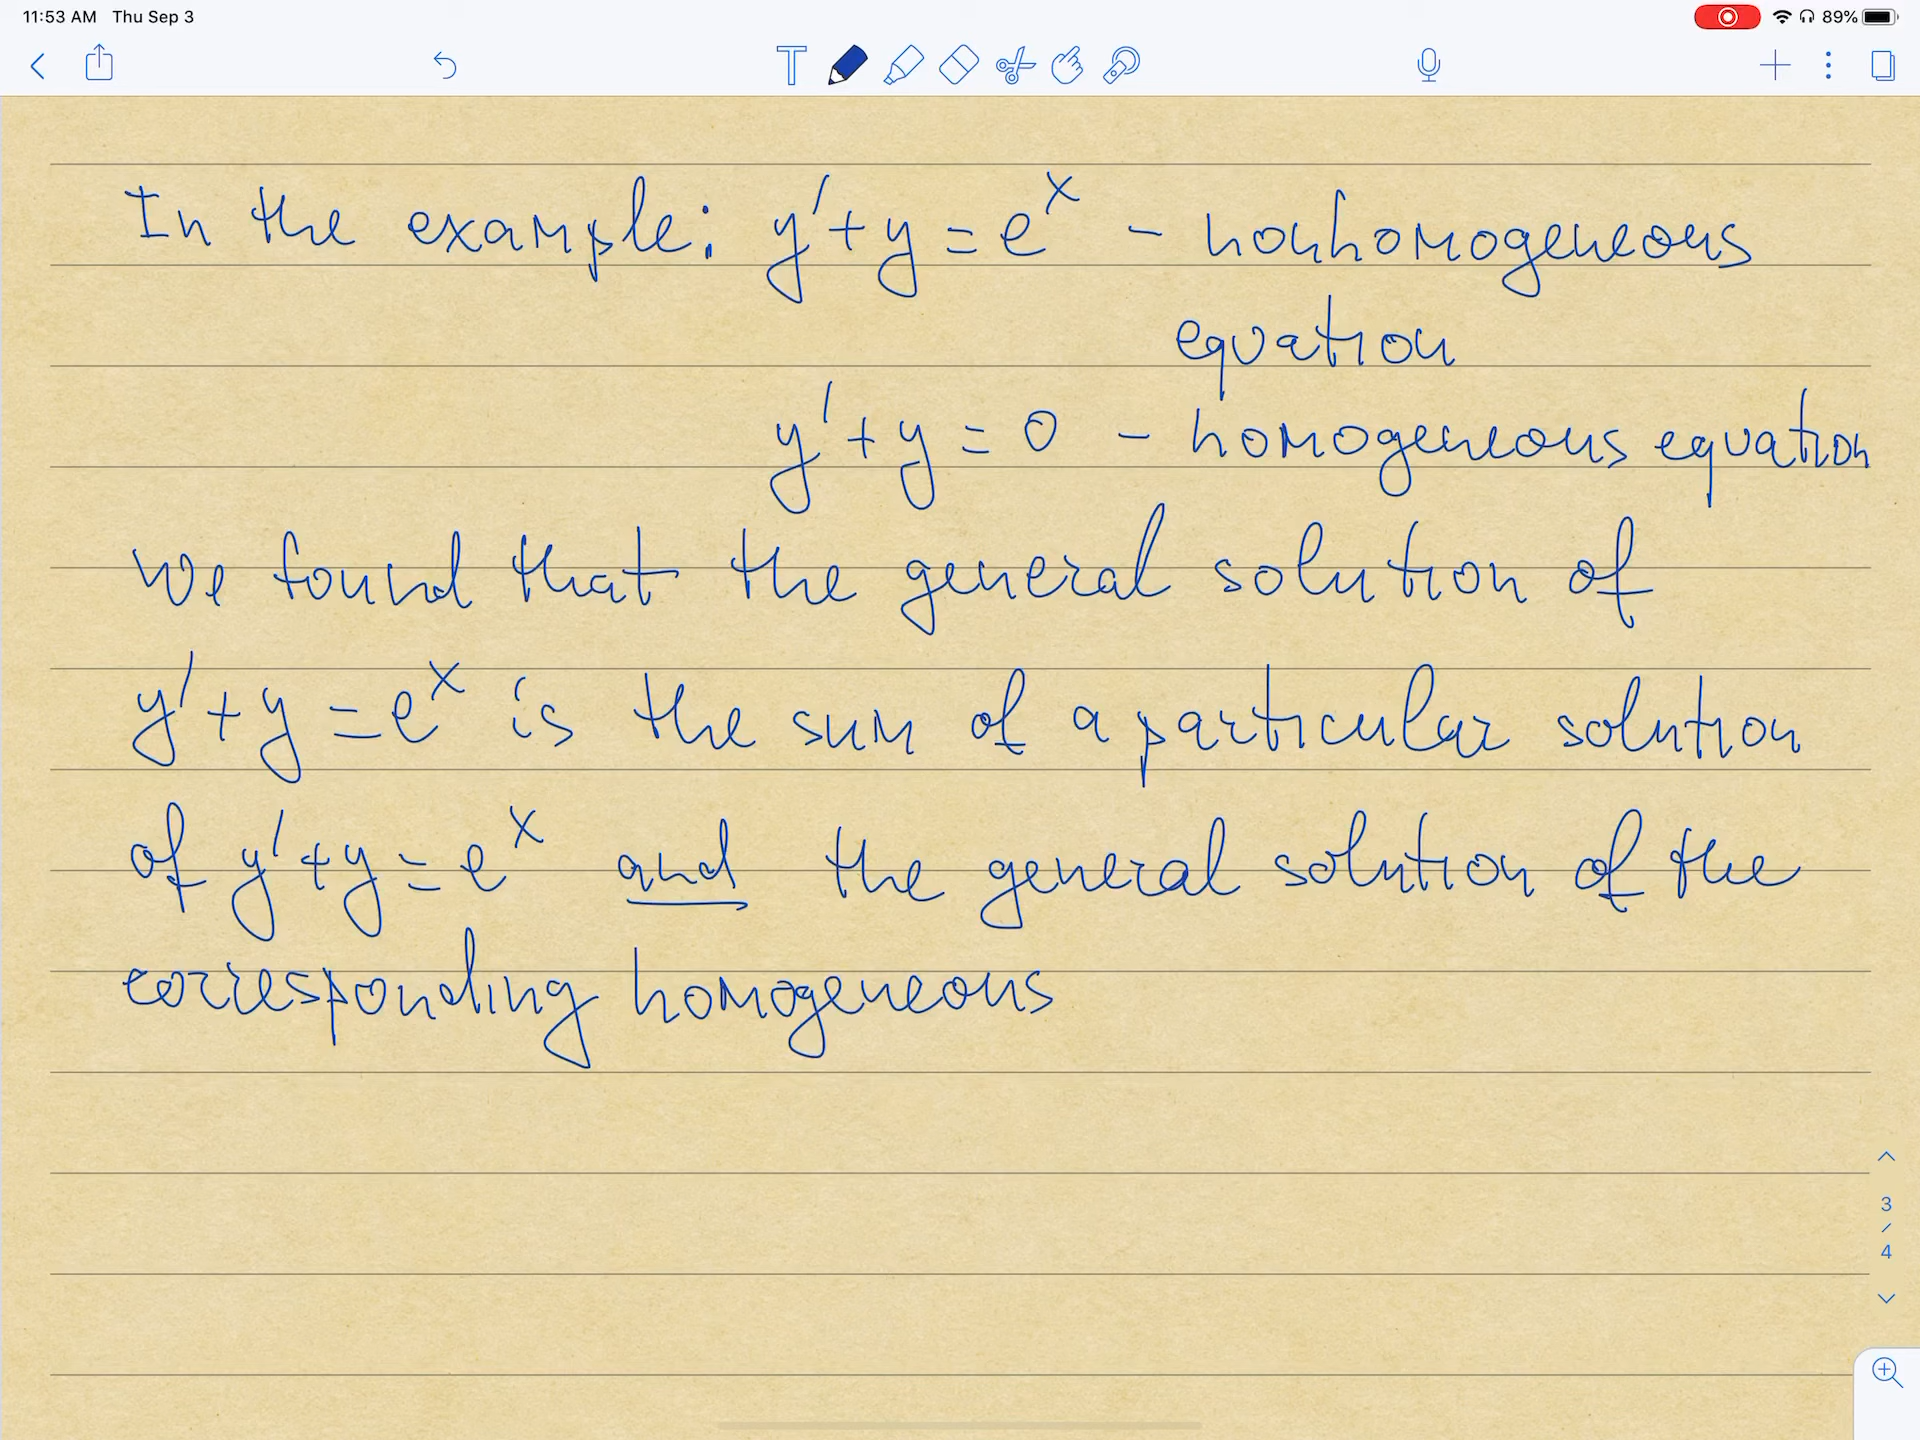 11:53 AM Thu Sep 3
89%
In the example: y' + y = e^x - nonhomogeneous
equation
y' + y = 0 - homogeneous equation
We found that the general solution of
y' + y = e^x is the sum of a particular solution
of y' + y = e^x and the general solution of the
corresponding homogeneous
3
/
4